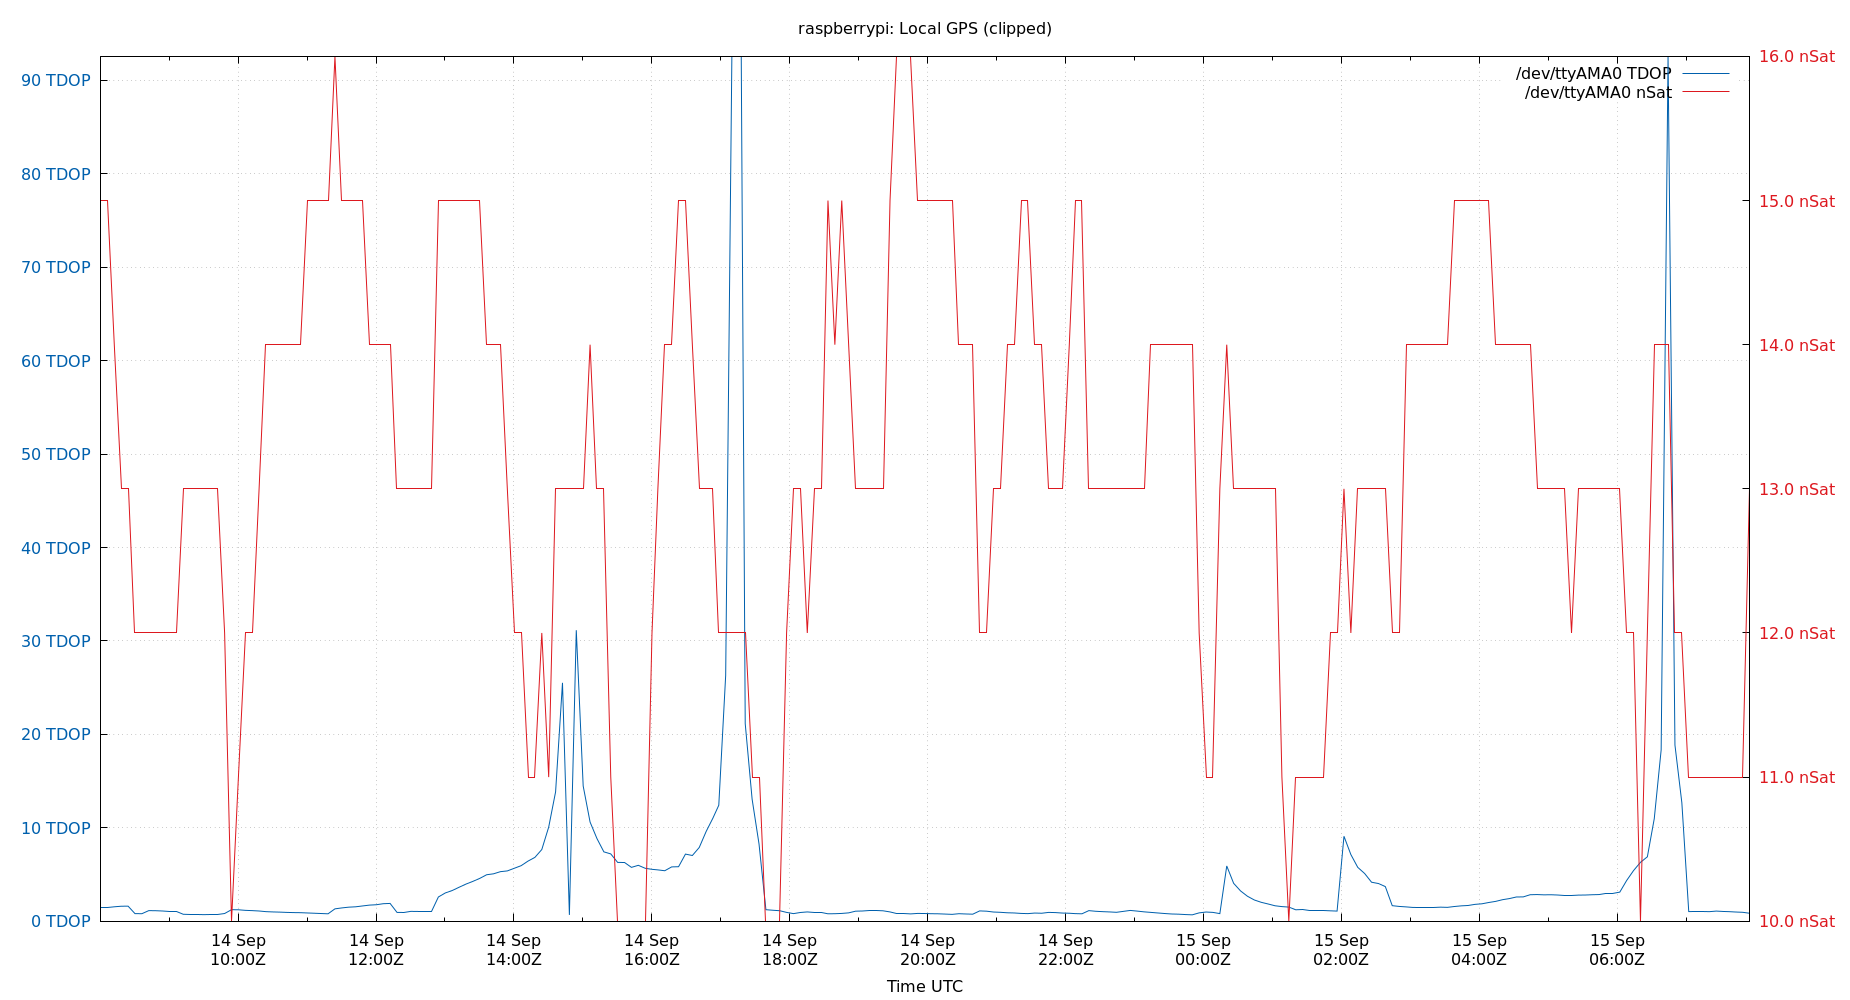 raspberrypi: Local GPS (clipped)
/dev/ttyAMA0 TDOP
/dev/ttyAMA0 nSat
90 TDOP
80 TDOP
70 TDOP
60 TDOP
50 TDOP
40 TDOP
30 TDOP
20 TDOP
10 TDOP
0 TDOP
16.0 nSat
15.0 nSat
14.0 nSat
13.0 nSat
12.0 nSat
11.0 nSat
10.0 nSat
14 Sep
10:00Z
14 Sep
12:00Z
14 Sep
14:00Z
14 Sep
16:00Z
14 Sep
18:00Z
14 Sep
20:00Z
14 Sep
22:00Z
15 Sep
00:00Z
15 Sep
02:00Z
15 Sep
04:00Z
15 Sep
06:00Z
Time UTC